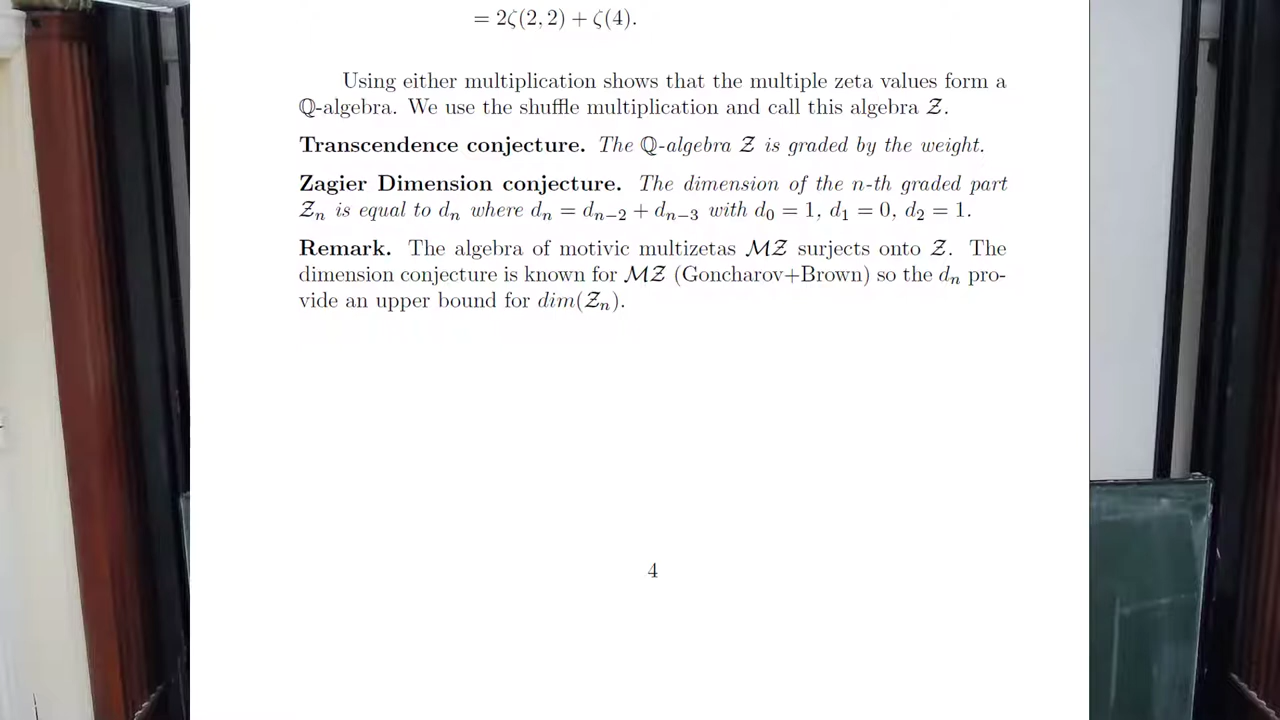 = 2ζ(2, 2) + ζ(4).
Using either multiplication shows that the multiple zeta values form a
ℚ-algebra. We use the shuffle multiplication and call this algebra 𝒵.
Transcendence conjecture. The ℚ-algebra 𝒵 is graded by the weight.
Zagier Dimension conjecture. The dimension of the n-th graded part
𝒵ₙ is equal to dₙ where dₙ = dₙ₋₂ + dₙ₋₃ with d₀ = 1, d₁ = 0, d₂ = 1.
Remark. The algebra of motivic multizetas ℳ𝒵 surjects onto 𝒵. The
dimension conjecture is known for ℳ𝒵 (Goncharov+Brown) so the dₙ pro-
vide an upper bound for dim(𝒵ₙ).
4